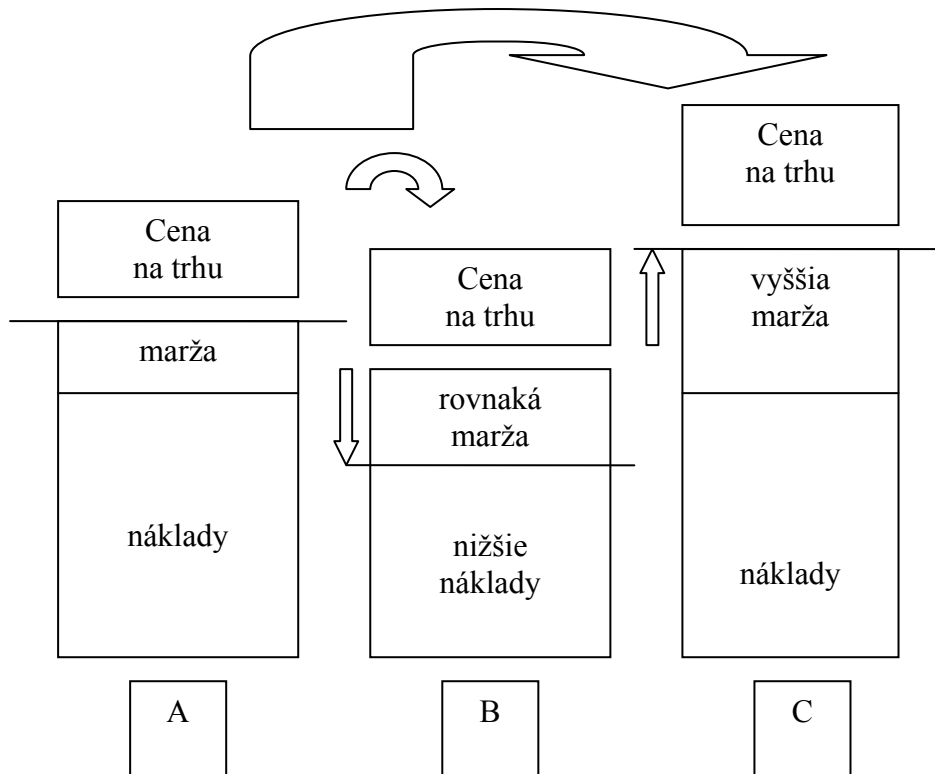 Cena
na trhu
marža
náklady
A
Cena
na trhu
rovnaká
marža
nižšie
náklady
B
Cena
na trhu
vyššia
marža
náklady
C